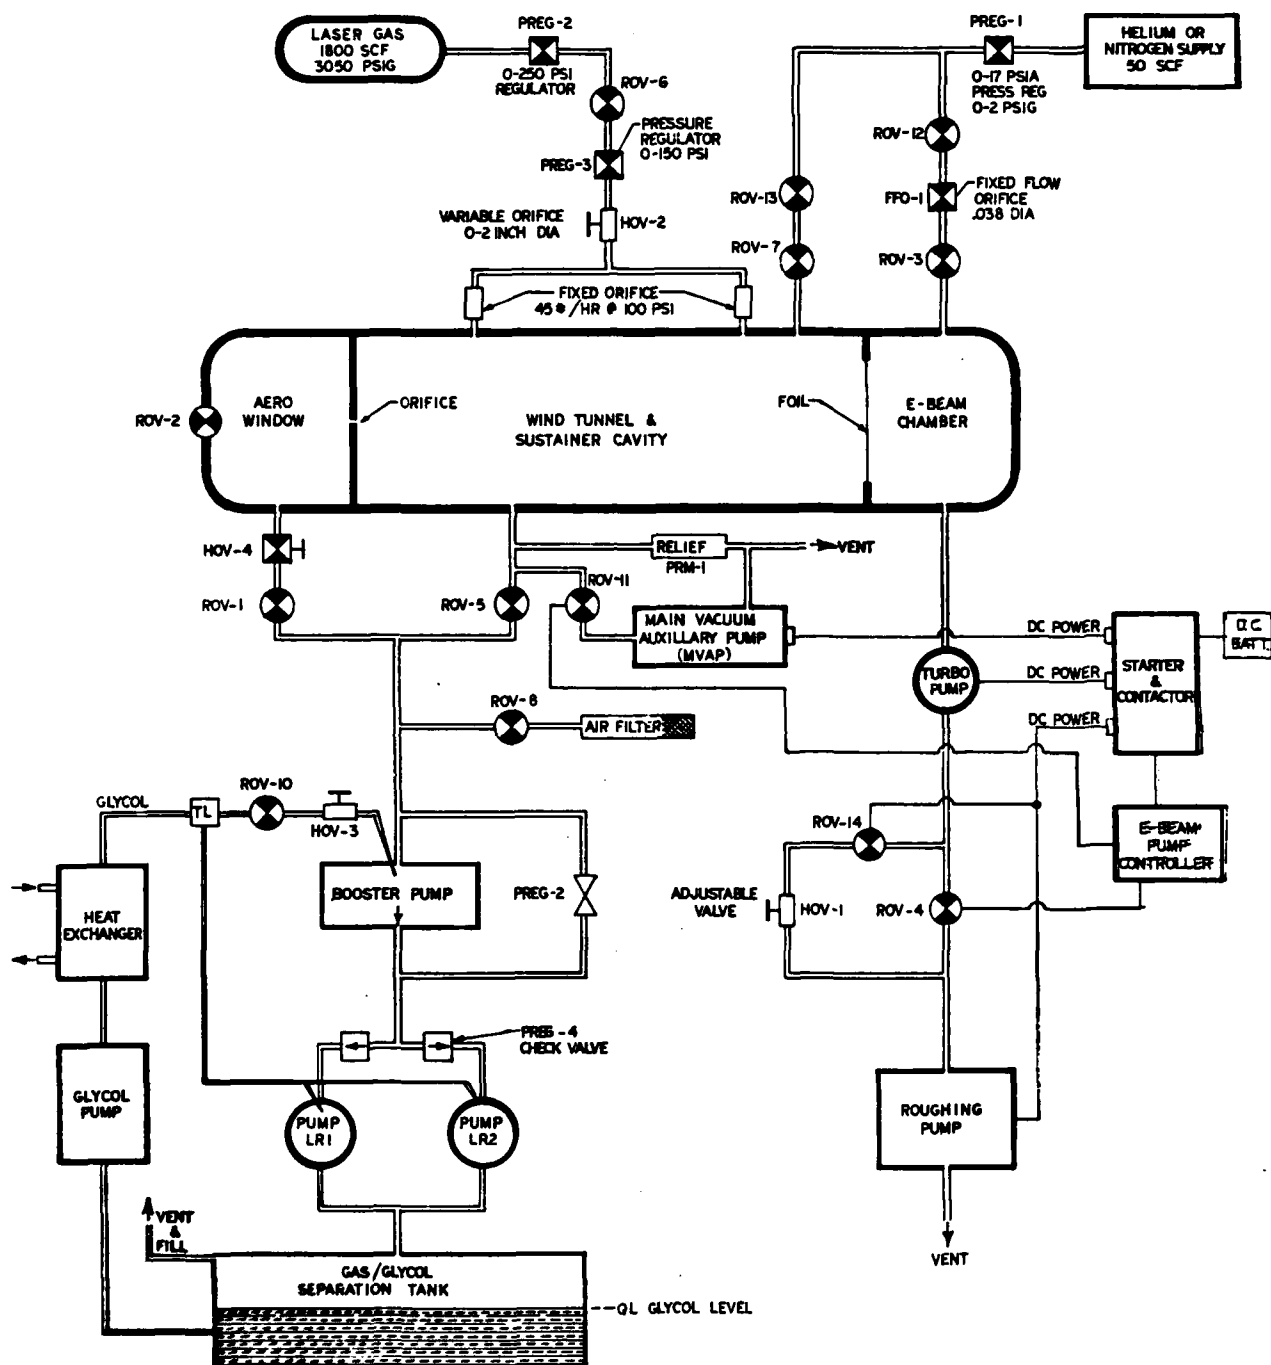 LASER GAS
1800 SCF
3050 PSIG
PREG-2
0-250 PSI
REGULATOR
ROV-6
PRESSURE
REGULATOR
0-150 PSI
PREG-3
VARIABLE ORIFICE
0-2 INCH DIA
HOV-2
PREG-1
0-17 PSIA
PRESS REG
0-2 PSIG
HELIUM OR
NITROGEN SUPPLY
50 SCF
ROV-12
FFO-1
FIXED FLOW
ORIFICE
.038 DIA
ROV-13
ROV-7
ROV-3
FIXED ORIFICE
45 #/HR @ 100 PSI
ROV-2
AERO
WINDOW
ORIFICE
WIND TUNNEL &
SUSTAINER CAVITY
FOIL
E-BEAM
CHAMBER
HOV-4
ROV-1
ROV-5
RELIEF
PRM-1
VENT
ROV-11
MAIN VACUUM
AUXILLARY PUMP
(MVAP)
DC POWER
DC POWER
DC POWER
STARTER
&
CONTACTOR
D.C.
BATT.
TURBO
PUMP
ROV-8
AIR FILTER
GLYCOL
TL
ROV-10
HOV-3
BOOSTER PUMP
PREG-2
HEAT
EXCHANGER
ROV-14
ADJUSTABLE
VALVE
HOV-1
ROV-4
E-BEAM
PUMP
CONTROLLER
PREG-4
CHECK VALVE
GLYCOL
PUMP
PUMP
LR1
PUMP
LR2
ROUGHING
PUMP
VENT
VENT
&
FILL
GAS/GLYCOL
SEPARATION TANK
QL GLYCOL LEVEL